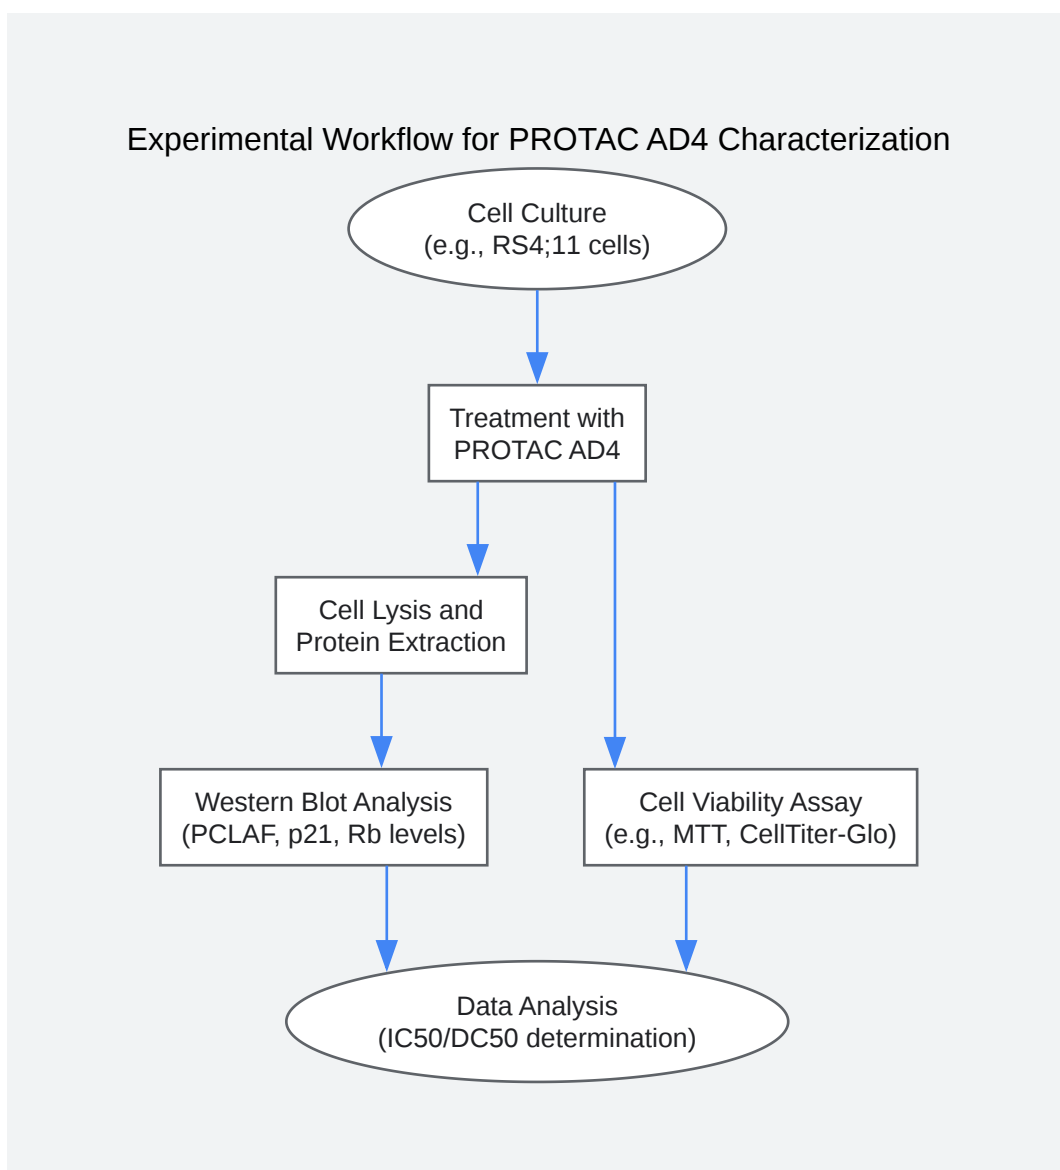 Experimental Workflow for PROTAC AD4 Characterization
Cell Culture
(e.g., RS4;11 cells)
Treatment with
PROTAC AD4
Cell Lysis and
Protein Extraction
Western Blot Analysis
(PCLAF, p21, Rb levels)
Cell Viability Assay
(e.g., MTT, CellTiter-Glo)
Data Analysis
(IC50/DC50 determination)